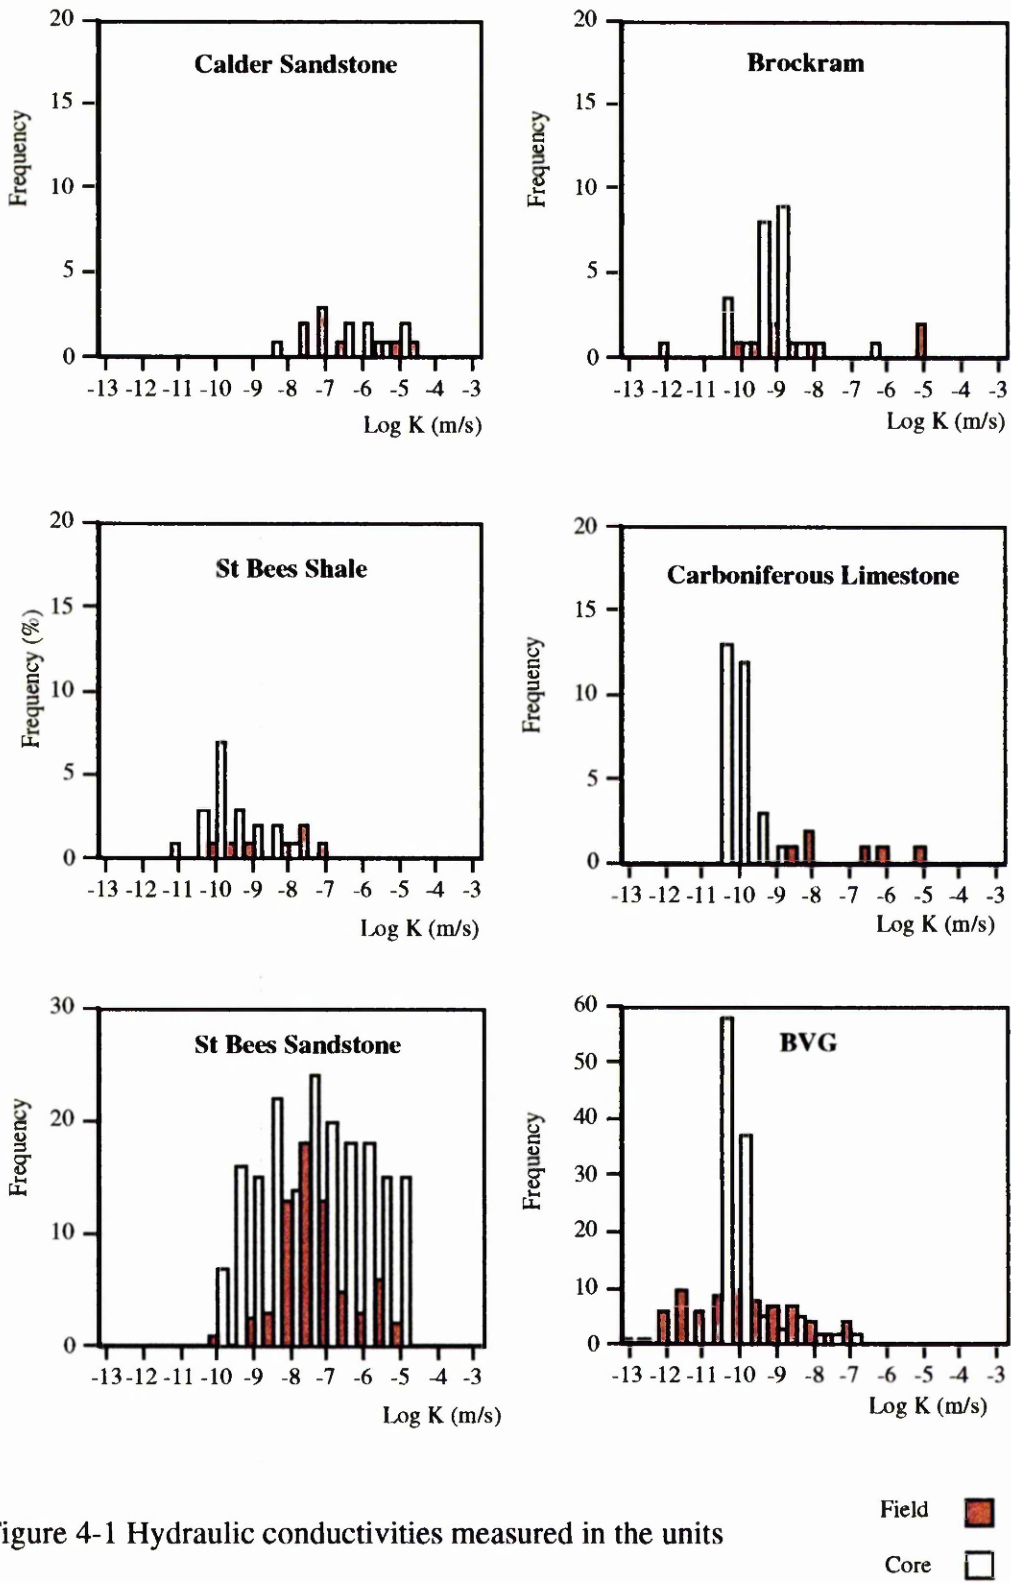 Calder Sandstone
Frequency
20
15
10
5
0
-13 -12 -11 -10 -9 -8 -7 -6 -5 -4 -3
Log K (m/s)
Brockram
Frequency
20
15
10
5
0
-13 -12 -11 -10 -9 -8 -7 -6 -5 -4 -3
Log K (m/s)
St Bees Shale
Frequency (%)
20
15
10
5
0
-13 -12 -11 -10 -9 -8 -7 -6 -5 -4 -3
Log K (m/s)
Carboniferous Limestone
Frequency
20
15
10
5
0
-13 -12 -11 -10 -9 -8 -7 -6 -5 -4 -3
Log K (m/s)
St Bees Sandstone
Frequency
30
20
10
0
-13 -12 -11 -10 -9 -8 -7 -6 -5 -4 -3
Log K (m/s)
BVG
Frequency
60
50
40
30
20
10
0
-13 -12 -11 -10 -9 -8 -7 -6 -5 -4 -3
Log K (m/s)
Field
Core
igure 4-1 Hydraulic conductivities measured in the units